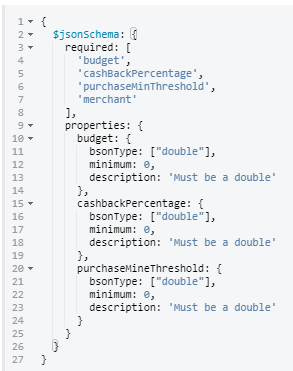 1 {
2 $jsonSchema: {
3 required: [
4 'budget',
5 'cashBackPercentage',
6 'purchaseMinThreshold',
7 'merchant'
8 ],
9 properties: {
10 budget: {
11 bsonType: ["double"],
12 minimum: 0,
13 description: 'Must be a double'
14 },
15 cashbackPercentage: {
16 bsonType: ["double"],
17 minimum: 0,
18 description: 'Must be a double'
19 },
20 purchaseMineThreshold: {
21 bsonType: ["double"],
22 minimum: 0,
23 description: 'Must be a double'
24 }
25 }
26 }
27 }